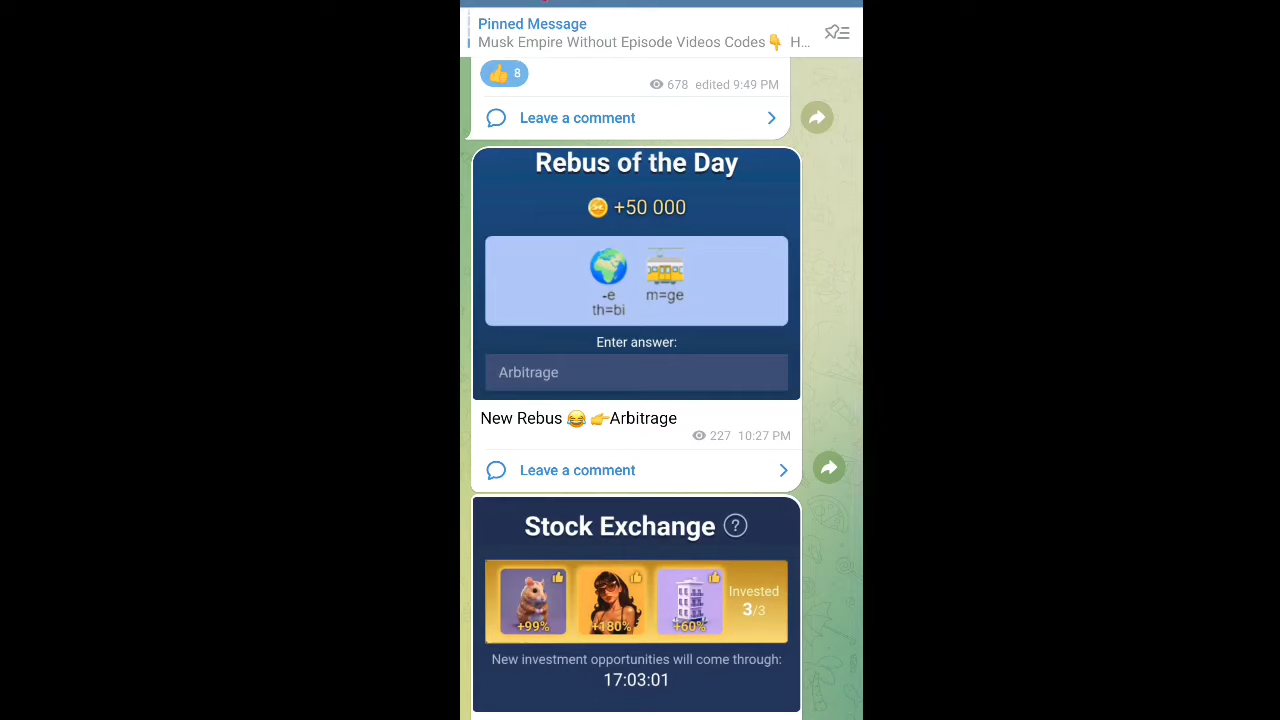 Pinned Message
Musk Empire Without Episode Videos Codes👇 H...
👍 8
678 edited 9:49 PM
Leave a comment
Rebus of the Day
+50 000
-e
th=bi
m=ge
Enter answer:
Arbitrage
New Rebus 😂 👉Arbitrage
227 10:27 PM
Leave a comment
Stock Exchange ?
+99% +180% +60%
Invested
3/3
New investment opportunities will come through:
17:03:01